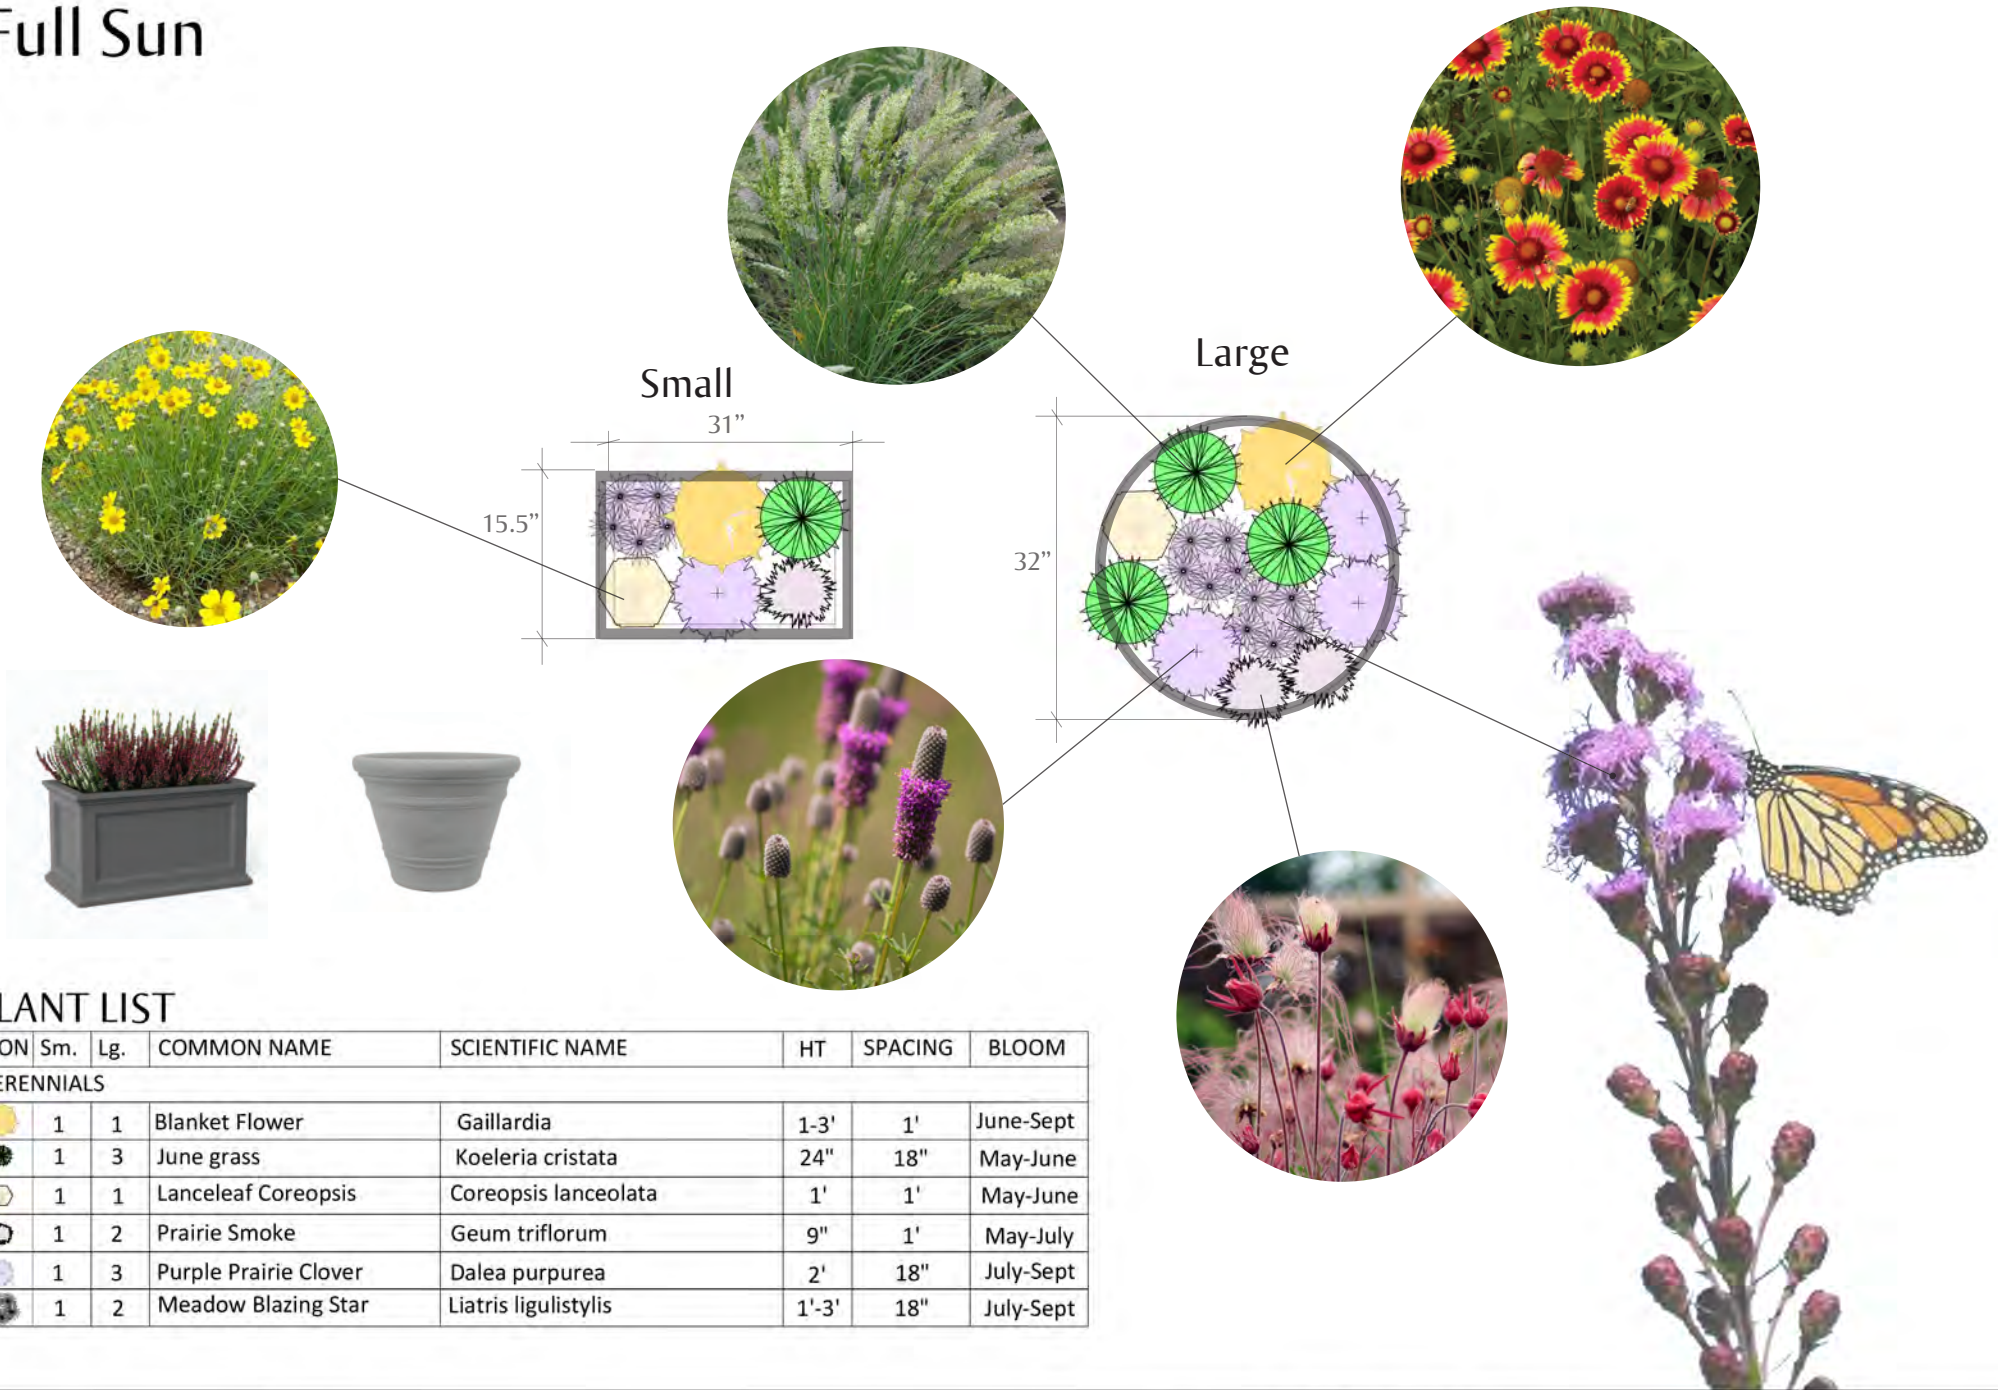 Full Sun
Large
Small
31”
15.5”
32”
LANT LIST
ON Sm. Lg. COMMON NAME SCIENTIFIC NAME HT SPACING BLOOM
ERENNIALS
1 1 Blanket Flower Gaillardia 1-3' 1' June-Sept
1 3 June grass Koeleria cristata 24" 18" May-June
1 1 Lanceleaf Coreopsis Coreopsis lanceolata 1' 1' May-June
1 2 Prairie Smoke Geum triflorum 9" 1' May-July
1 3 Purple Prairie Clover Dalea purpurea 2' 18" July-Sept
1 2 Meadow Blazing Star Liatris ligulistylis 1'-3' 18" July-Sept